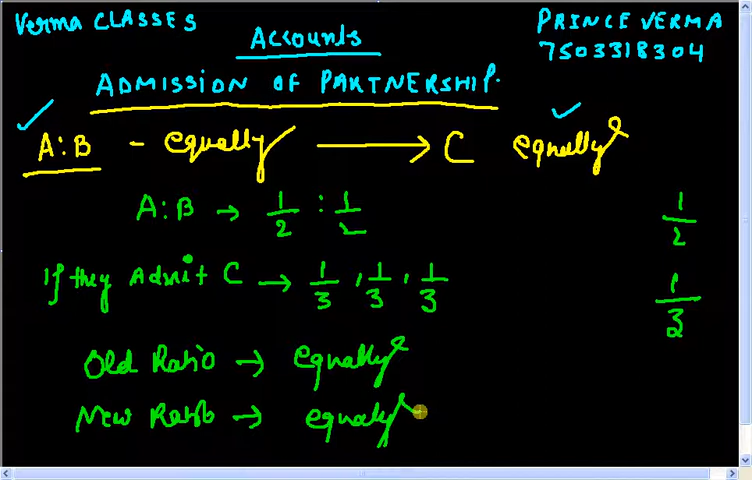 Verma CLASSES
PRINCE VERMA
7503318304
Accounts
ADMISSION OF PARTNERSHIP.
A:B - equally → C equally
A:B → 1/2 : 1/2
1/2
If they Admit C → 1/3, 1/3, 1/3
1/3
Old Ratio → equally
New Ratio → equaly